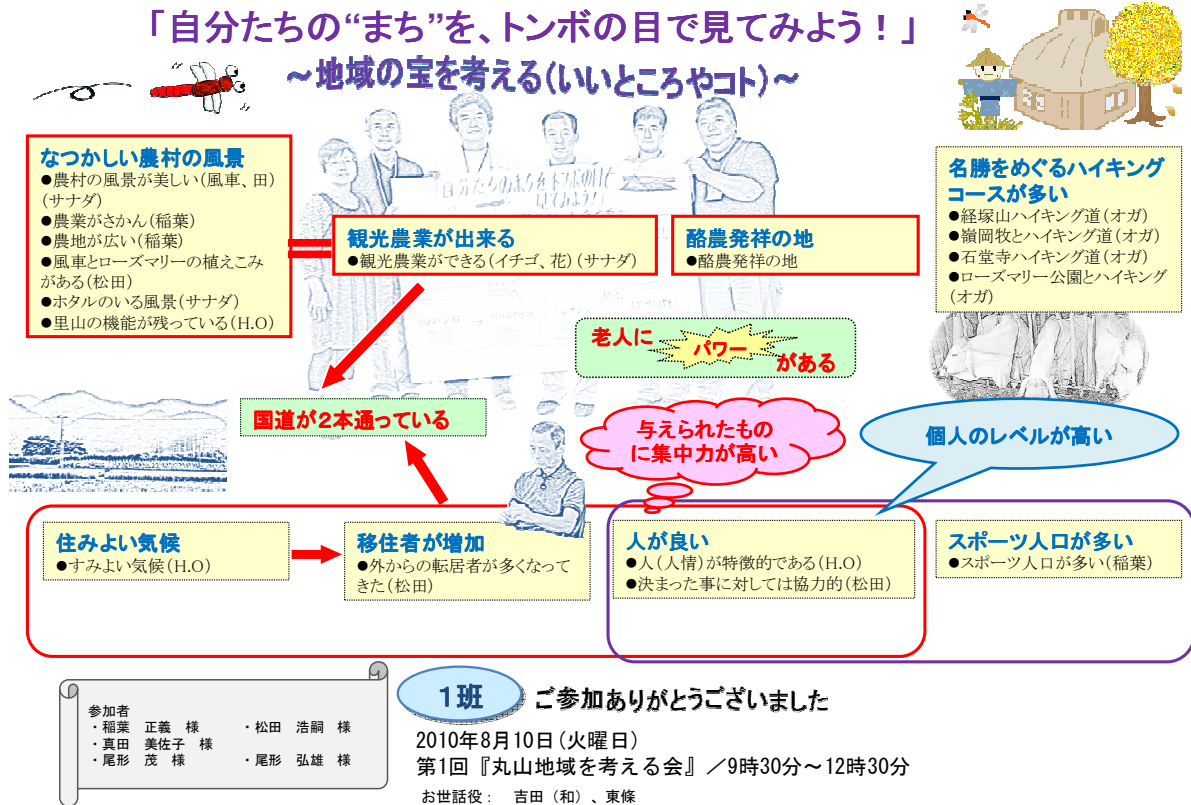 「自分たちの“まち”を、トンボの目で見てみよう！」
～地域の宝を考える(いいところやコト)～
なつかしい農村の風景
●農村の風景が美しい(風車、田)
(サナダ)
●農業がさかん(稲葉)
●農地が広い(稲葉)
●風車とローズマリーの植えこみ
がある(松田)
●ホタルのいる風景(サナダ)
●里山の機能が残っている(H.O)
観光農業が出来る
●観光農業ができる(イチゴ、花)(サナダ)
酪農発祥の地
●酪農発祥の地
名勝をめぐるハイキング
コースが多い
●経塚山ハイキング道(オガ)
●嶺岡牧とハイキング道(オガ)
●石堂寺ハイキング道(オガ)
●ローズマリー公園とハイキング
(オガ)
「自分たちのまちをトンボの目で
見てみよう!」
老人に
パワー
がある
国道が2本通っている
与えられたもの
に集中力が高い
個人のレベルが高い
住みよい気候
●すみよい気候(H.O)
移住者が増加
●外からの転居者が多くなって
きた(松田)
人が良い
●人(人情)が特徴的である(H.O)
●決まった事に対しては協力的(松田)
スポーツ人口が多い
●スポーツ人口が多い(稲葉)
参加者
・稲葉　正義　様　・松田　浩嗣　様
・真田　美佐子　様
・尾形　茂　様　・尾形　弘雄　様
1班
ご参加ありがとうございました
2010年8月10日(火曜日)
第1回『丸山地域を考える会』／9時30分～12時30分
お世話役：　吉田（和）、東條